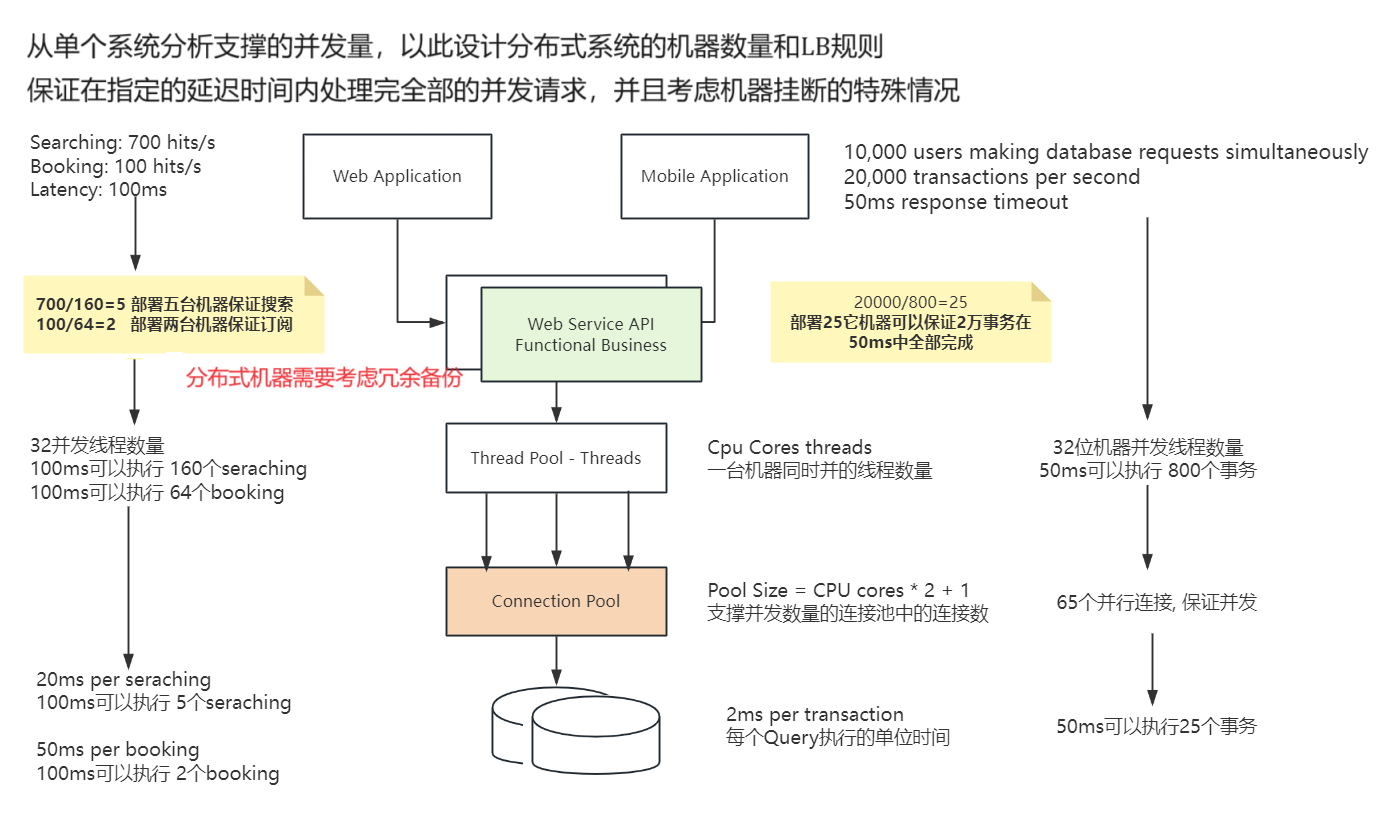 从单个系统分析支撑的并发量，以此设计分布式系统的机器数量和LB规则
保证在指定的延迟时间内处理完全部的并发请求，并且考虑机器挂断的特殊情况
Searching: 700 hits/s
Booking: 100 hits/s
Latency: 100ms
Web Application
Mobile Application
10,000 users making database requests simultaneously
20,000 transactions per second
50ms response timeout
700/160=5 部署五台机器保证搜索
100/64=2 部署两台机器保证订阅
Web Service API
Functional Business
20000/800=25
部署25它机器可以保证2万事务在
50ms中全部完成
分布式机器需要考虑冗余备份
32并发线程数量
100ms可以执行 160个seraching
100ms可以执行 64个booking
Thread Pool - Threads
Cpu Cores threads
一台机器同时并的线程数量
32位机器并发线程数量
50ms可以执行 800个事务
Connection Pool
Pool Size = CPU cores * 2 + 1
支撑并发数量的连接池中的连接数
65个并行连接, 保证并发
20ms per seraching
100ms可以执行 5个seraching
50ms per booking
100ms可以执行 2个booking
2ms per transaction
每个Query执行的单位时间
50ms可以执行25个事务